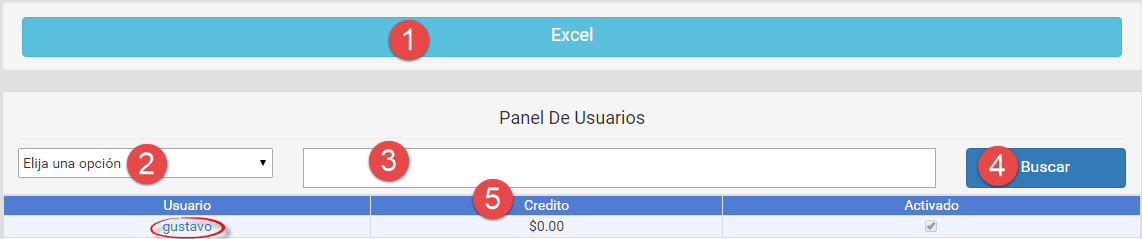 Excel
1
Panel De Usuarios
Elija una opción 2
3
4 Buscar
5
Usuario Credito Activado
gustavo $0.00